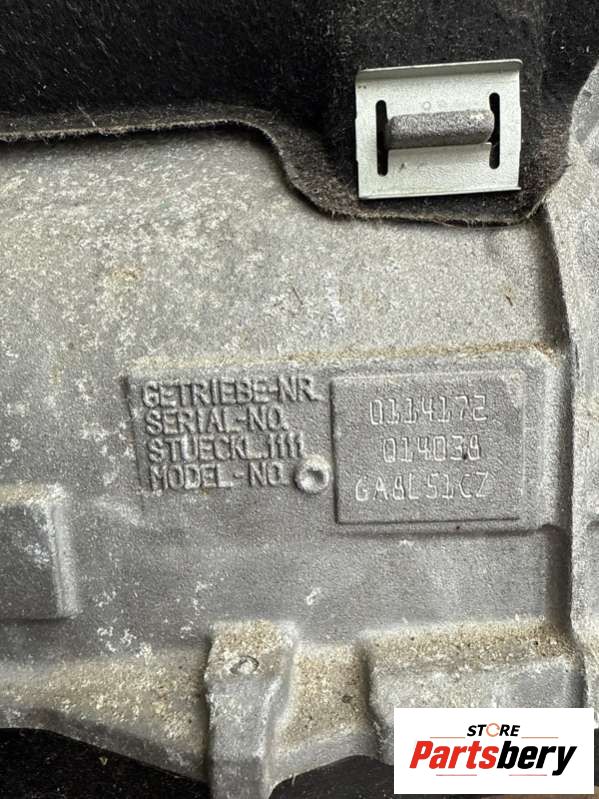 GETRIEBE-NR.
SERIAL-NO.
STUECKL.1111
MODEL-NO.
0114172
014038
GA8L51CZ
STORE
Partsbery